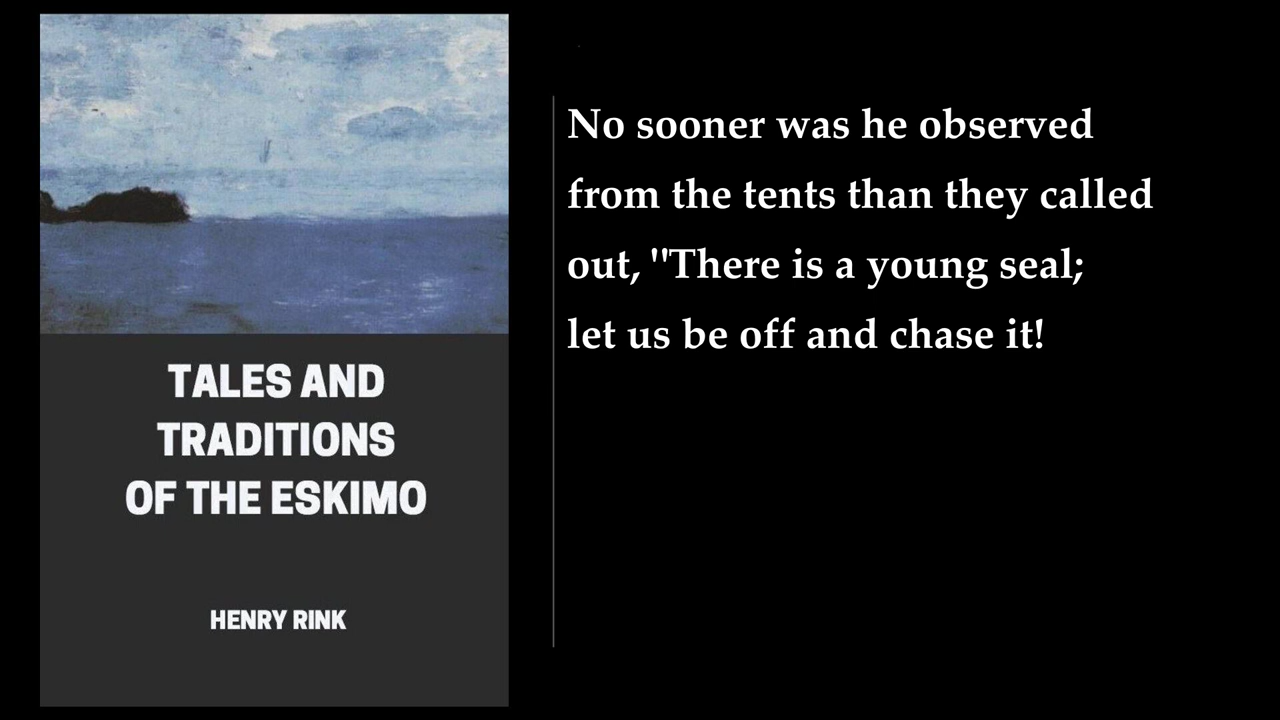 TALES AND
TRADITIONS
OF THE ESKIMO
HENRY RINK
No sooner was he observed
from the tents than they called
out, "There is a young seal;
let us be off and chase it!